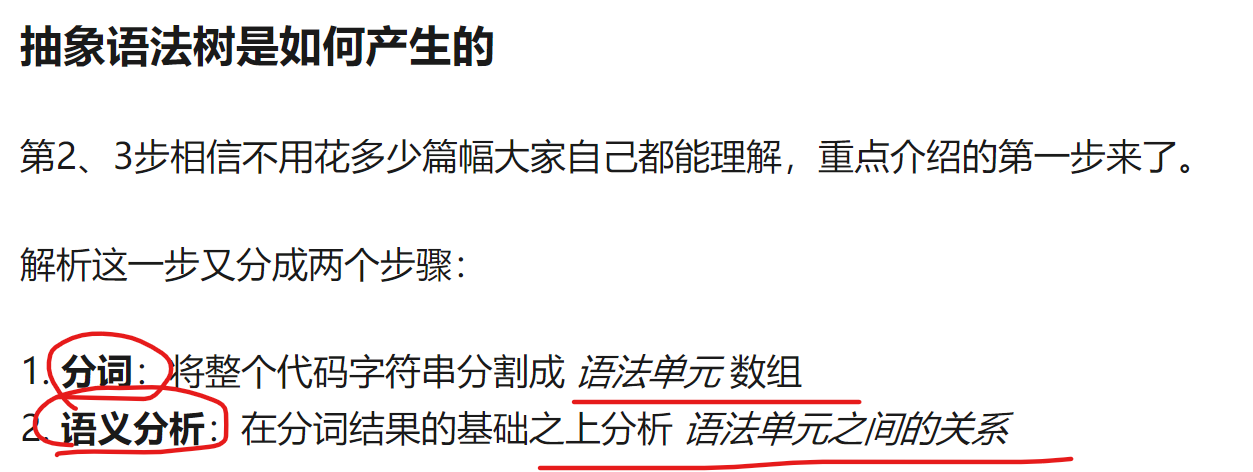 抽象语法树是如何产生的
第2、3步相信不用花多少篇幅大家自己都能理解，重点介绍的第一步来了。
解析这一步又分成两个步骤：
1. 分词：将整个代码字符串分割成 语法单元 数组
2. 语义分析：在分词结果的基础之上分析 语法单元之间的关系